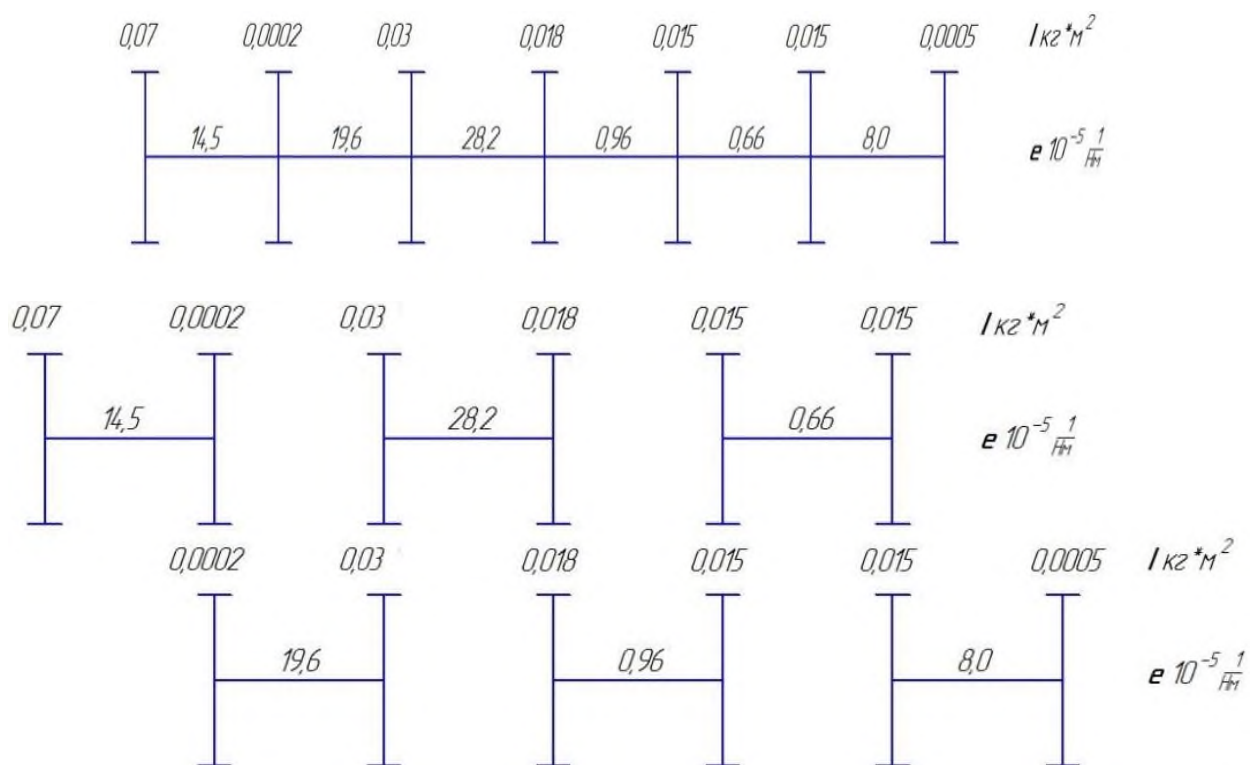 0,07 0,0002 0,03 0,018 0,015 0,015 0,0005 I кг*м²
14,5 19,6 28,2 0,96 0,66 8,0 e 10⁻⁵ 1/Нм
0,07 0,0002 0,03 0,018 0,015 0,015 I кг*м²
14,5 28,2 0,66 e 10⁻⁵ 1/Нм
0,0002 0,03 0,018 0,015 0,015 0,0005 I кг*м²
19,6 0,96 8,0 e 10⁻⁵ 1/Нм